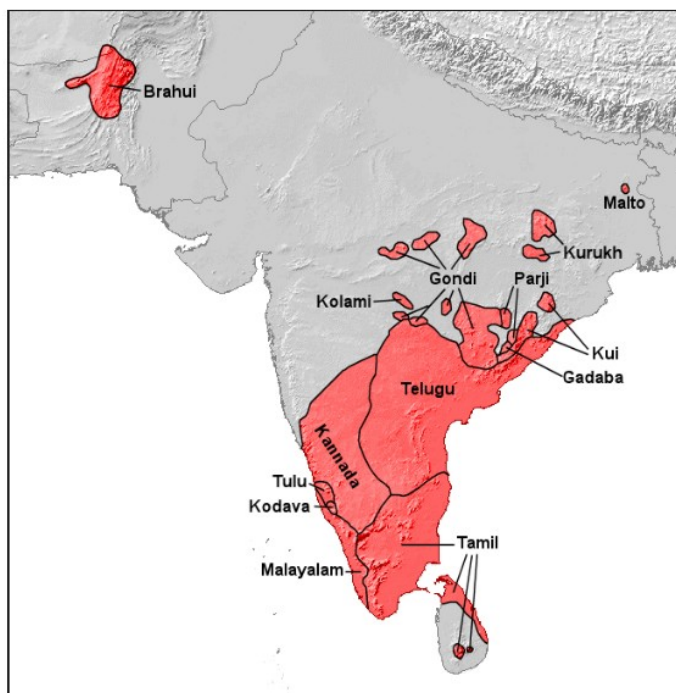 Brahui
Malto
Kurukh
Gondi
Parji
Kolami
Kui
Gadaba
Telugu
Kannada
Tulu
Kodava
Tamil
Malayalam